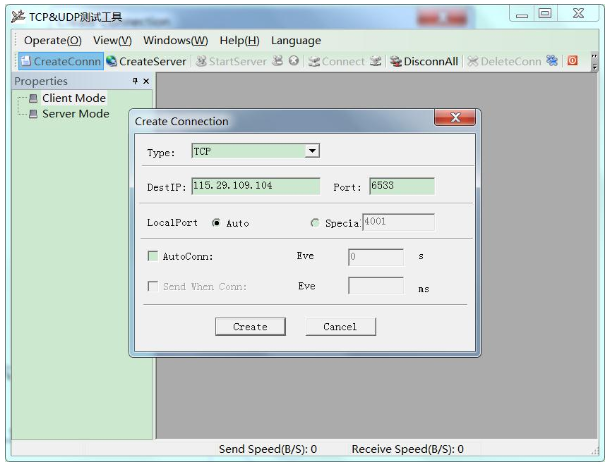 TCP&UDP测试工具
Operate(O) View(V) Windows(W) Help(H) Language
CreateConnn CreateServer StartServer Connect DisconnAll DeleteConn
Properties
Client Mode
Server Mode
Create Connection
Type: TCP
DestIP: 115.29.109.104 Port: 6533
LocalPort Auto Specia 4001
AutoConn: Eve 0 s
Send When Conn: Eve ms
Create Cancel
Send Speed(B/S): 0 Receive Speed(B/S): 0